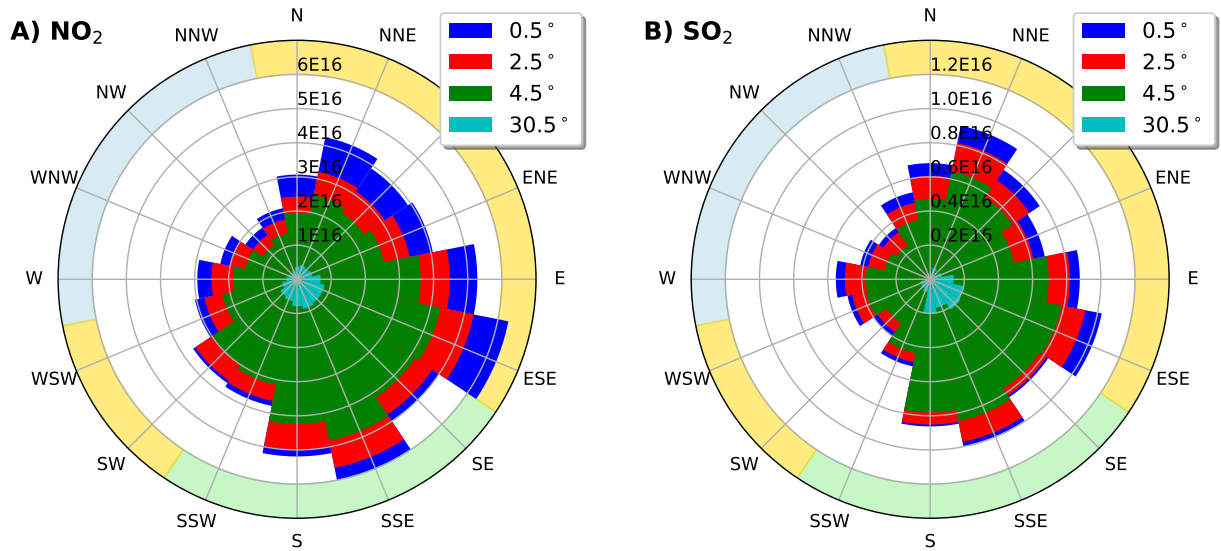 A) NO₂
N
NNE
ENE
E
ESE
SE
SSE
S
SSW
SW
WSW
W
WNW
NW
NNW
6E16
5E16
4E16
3E16
2E16
1E16
0.5°
2.5°
4.5°
30.5°
B) SO₂
N
NNE
ENE
E
ESE
SE
SSE
S
SSW
SW
WSW
W
WNW
NW
NNW
1.2E16
1.0E16
0.8E16
0.6E16
0.4E16
0.2E16
0.5°
2.5°
4.5°
30.5°